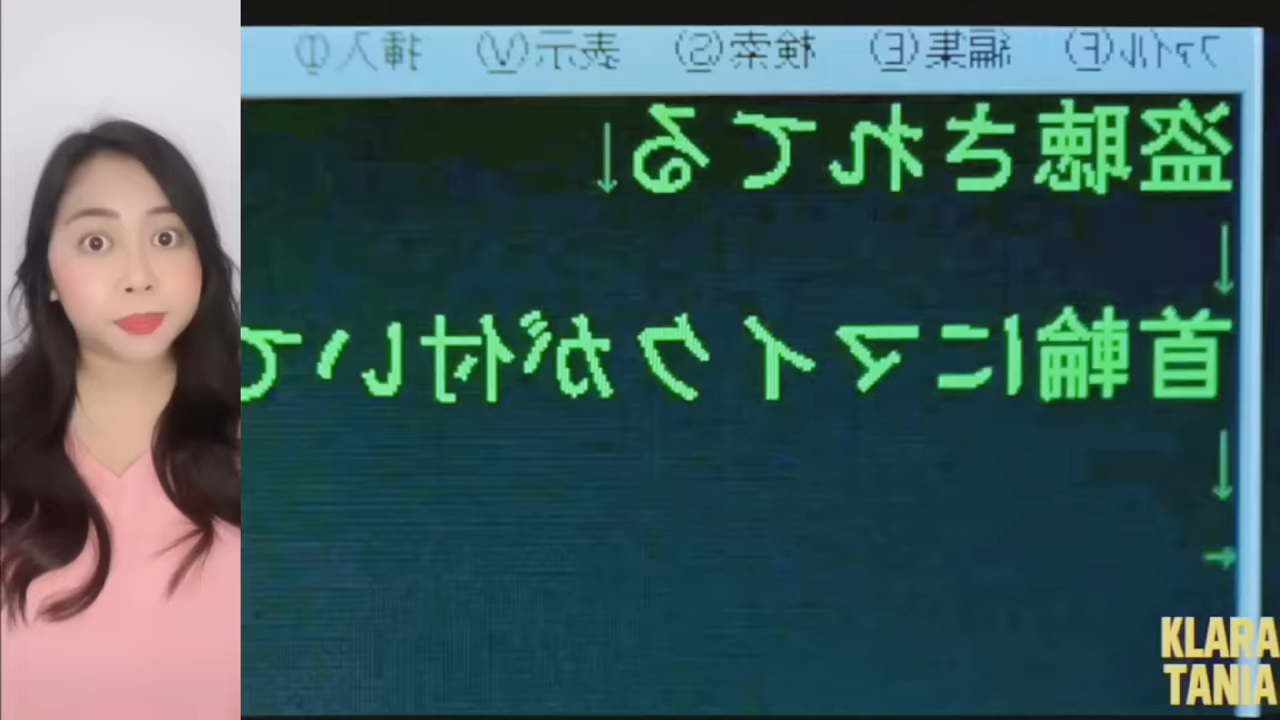 ファイル(F) 編集(E) 検索(S) 表示(V) 挿入(I)
盗聴されてる↓
↓
首輪にマイクが付いて
↓
←
KLARA
TANIA